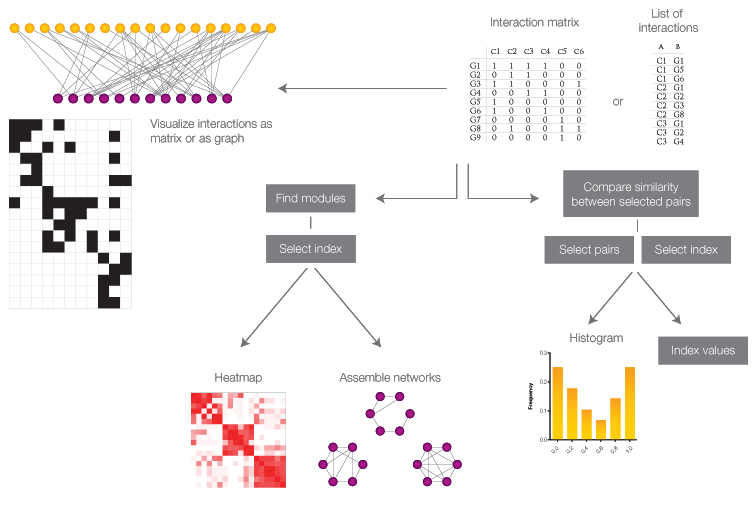 Interaction matrix
C1 C2 C3 C4 C5 C6
G1 1 1 1 1 0 0
G2 0 1 1 0 0 0
G3 1 1 0 0 0 1
G4 0 0 1 1 0 0
G5 1 0 0 0 0 0
G6 1 0 0 1 0 0
G7 0 0 0 0 1 0
G8 0 1 0 0 1 1
G9 0 0 0 0 1 0
or
List of
interactions
A B
C1 G1
C1 G5
C1 G6
C2 G1
C2 G2
C2 G3
C2 G8
C3 G1
C3 G2
C3 G4
Visualize interactions as
matrix or as graph
Find modules
Select index
Heatmap
Assemble networks
Compare similarity
between selected pairs
Select pairs
Select index
Histogram
Frequency
0.3
0.2
0.1
0.0
0.0 0.2 0.4 0.6 0.8 1.0
Index values